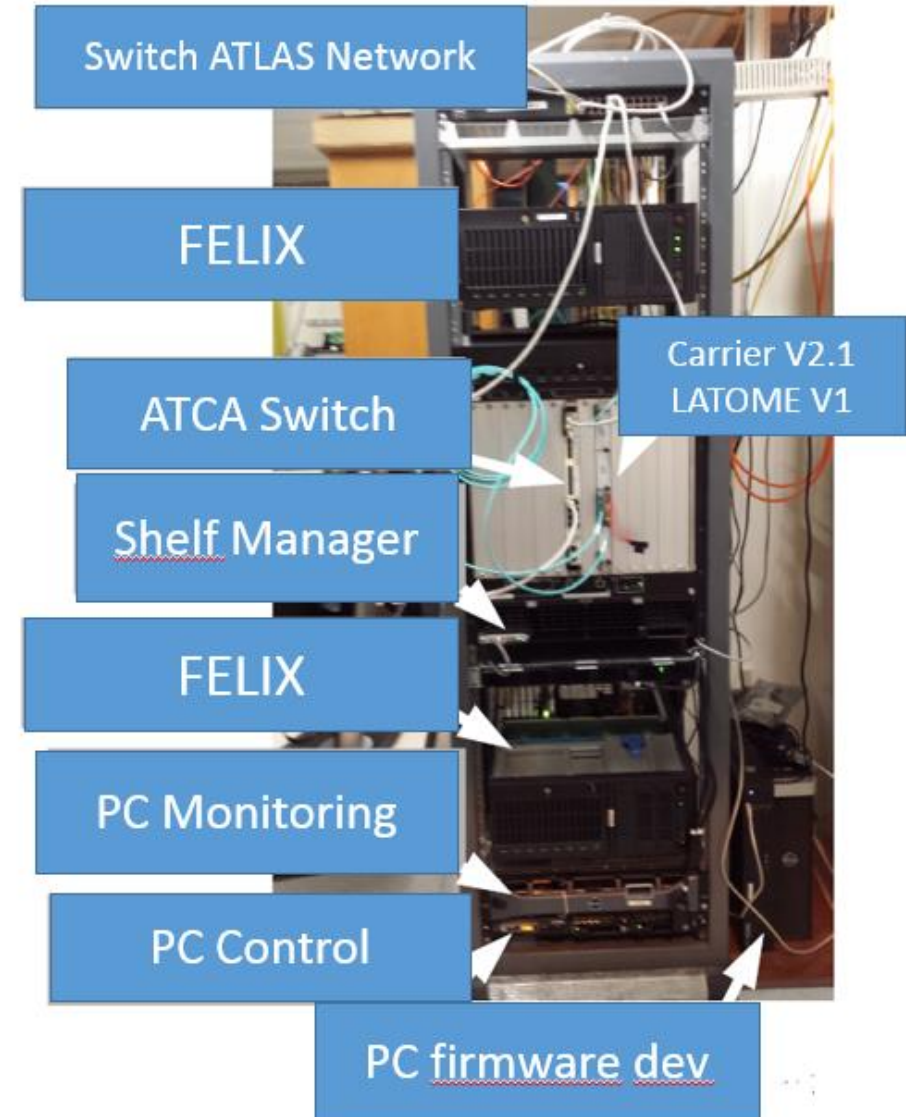 Switch ATLAS Network
FELIX
Carrier V2.1
LATOME V1
ATCA Switch
Shelf Manager
FELIX
PC Monitoring
PC Control
PC firmware dev